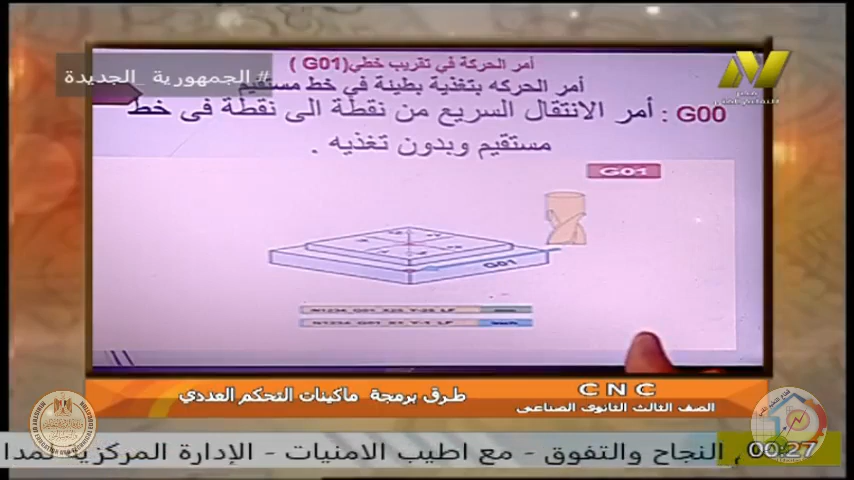 أمر الحركة في تقريب خطي(G01 )
#الجمهورية_الجديدة
أمر الحركه بتغذية بطيئة في خط مستقيم
G00 : أمر الانتقال السريع من نقطة الى نقطة فى خط
مستقيم وبدون تغذيه .
G01
G01
CNC
طرق برمجة ماكينات التحكم العددي
الصف الثالث الثانوى الصناعى
النجاح والتفوق - مع اطيب الامنيات - الإدارة المركزية
00:27